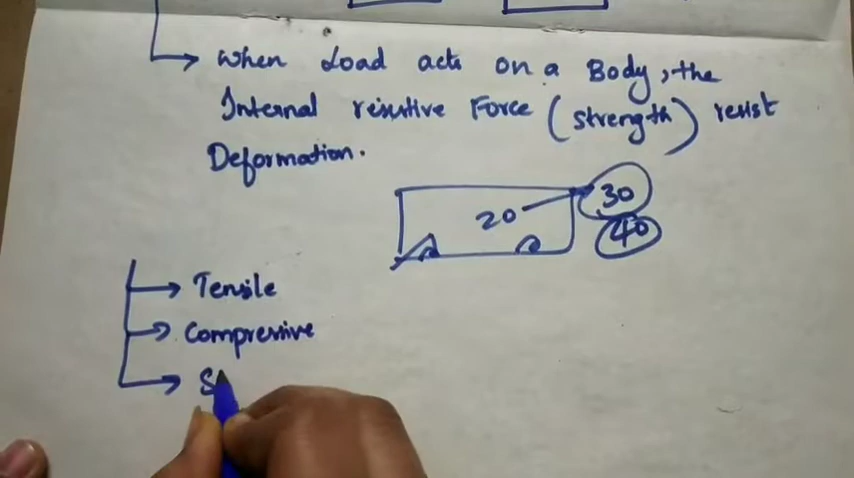 When Load acts on a Body, the
Internal resistive Force (strength) resist
Deformation.
20 30
40
Tensile
Compressive
S